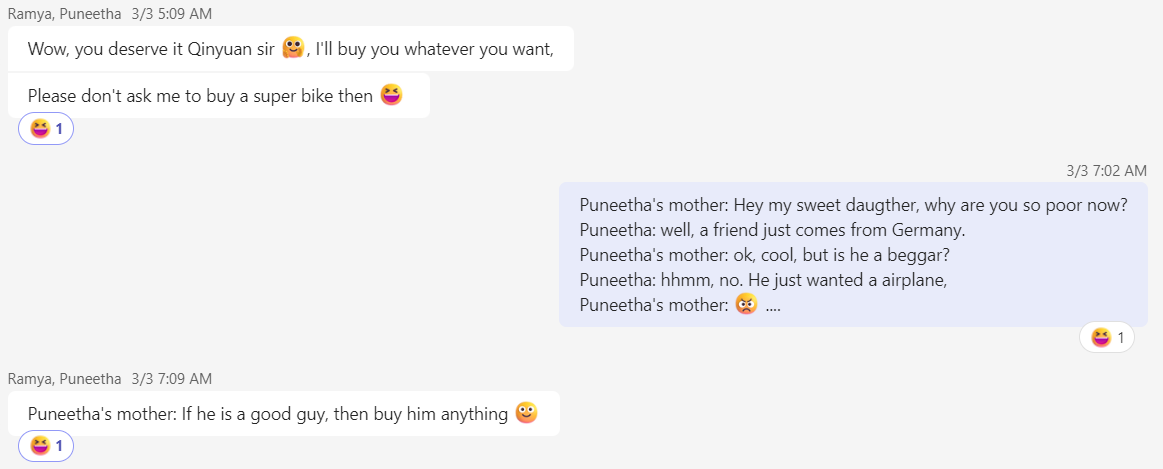 Ramya, Puneetha 3/3 5:09 AM
Wow, you deserve it Qinyuan sir 🤗, I'll buy you whatever you want,
Please don't ask me to buy a super bike then 😆
😆 1
3/3 7:02 AM
Puneetha's mother: Hey my sweet daugther, why are you so poor now?
Puneetha: well, a friend just comes from Germany.
Puneetha's mother: ok, cool, but is he a beggar?
Puneetha: hhmm, no. He just wanted a airplane,
Puneetha's mother: 😡 ....
😆 1
Ramya, Puneetha 3/3 7:09 AM
Puneetha's mother: If he is a good guy, then buy him anything 🙂
😆 1